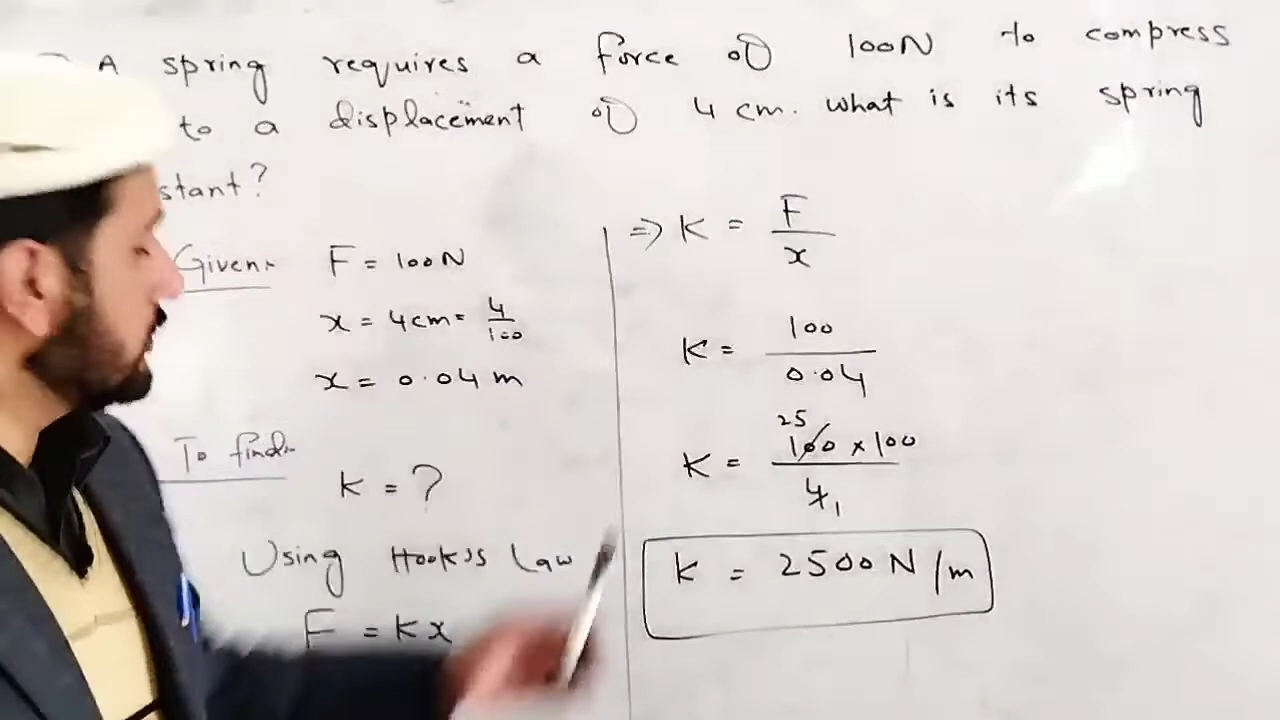 A spring requires a force of 100N to compress
to a displacement of 4 cm. what is its spring
stant?
Given:
F = 100N
x = 4cm = 4/100
x = 0.04 m
To find:
K = ?
Using Hook's Law
F = Kx
⇒ K = F/x
K = 100/0.04
K = 25 100 x 100 / 4 1
K = 2500 N/m